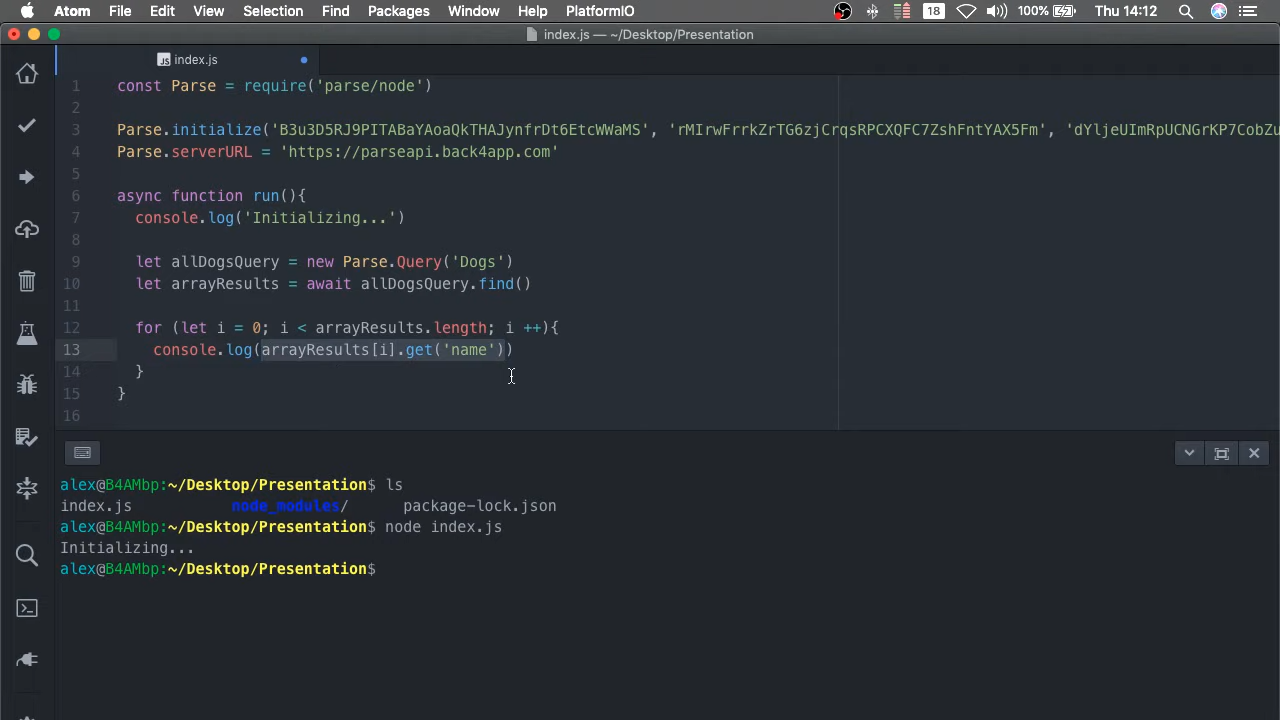 Atom File Edit View Selection Find Packages Window Help PlatformIO 18 100% Thu 14:12
index.js — ~/Desktop/Presentation
JS index.js
1 const Parse = require('parse/node')
2
3 Parse.initialize('B3u3D5RJ9PITABaYAoaQkTHAJynfrDt6EtcWWaMS', 'rMIrwFrrkZrTG6zjCrqsRPCXQFC7ZshFntYAX5Fm', 'dYljeUImRpUCNGrKP7CobZu
4 Parse.serverURL = 'https://parseapi.back4app.com'
5
6 async function run(){
7 console.log('Initializing...')
8
9 let allDogsQuery = new Parse.Query('Dogs')
10 let arrayResults = await allDogsQuery.find()
11
12 for (let i = 0; i < arrayResults.length; i ++){
13 console.log(arrayResults[i].get('name'))
14 }
15 }
16
alex@B4AMbp:~/Desktop/Presentation$ ls
index.js node_modules/ package-lock.json
alex@B4AMbp:~/Desktop/Presentation$ node index.js
Initializing...
alex@B4AMbp:~/Desktop/Presentation$